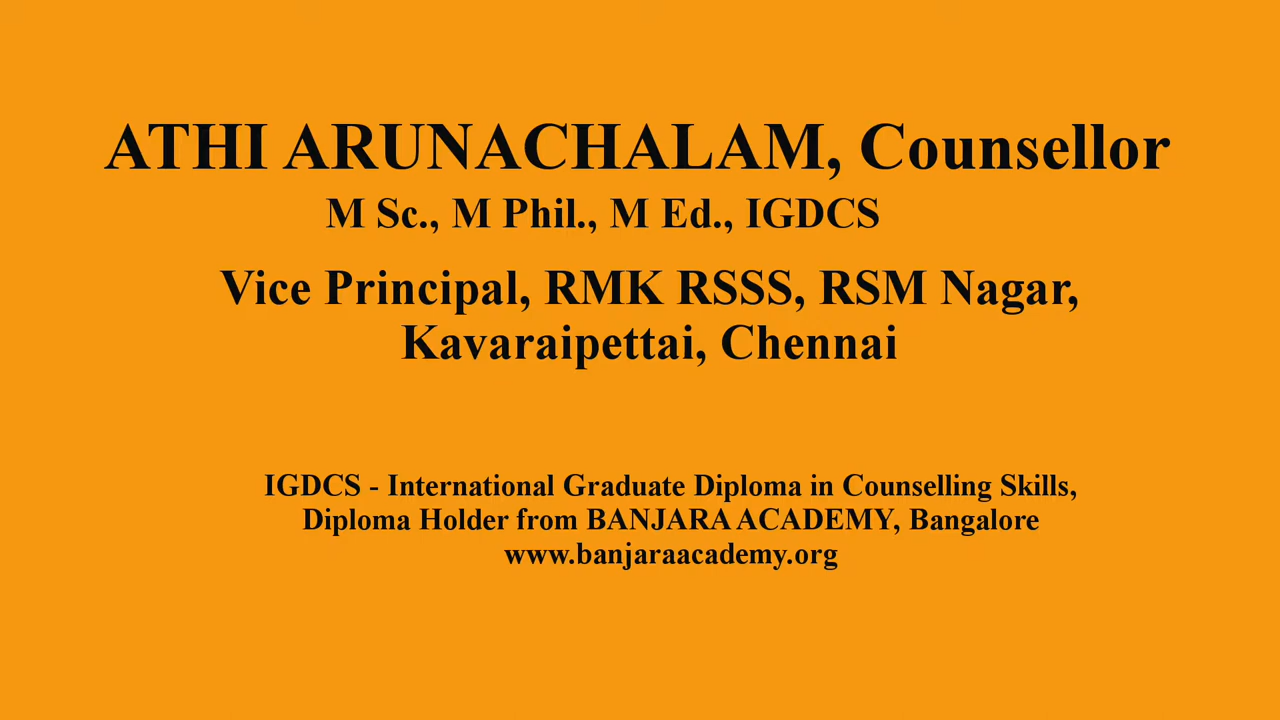 ATHI ARUNACHALAM, Counsellor
M Sc., M Phil., M Ed., IGDCS
Vice Principal, RMK RSSS, RSM Nagar,
Kavaraipettai, Chennai
IGDCS - International Graduate Diploma in Counselling Skills,
Diploma Holder from BANJARA ACADEMY, Bangalore
www.banjaraacademy.org